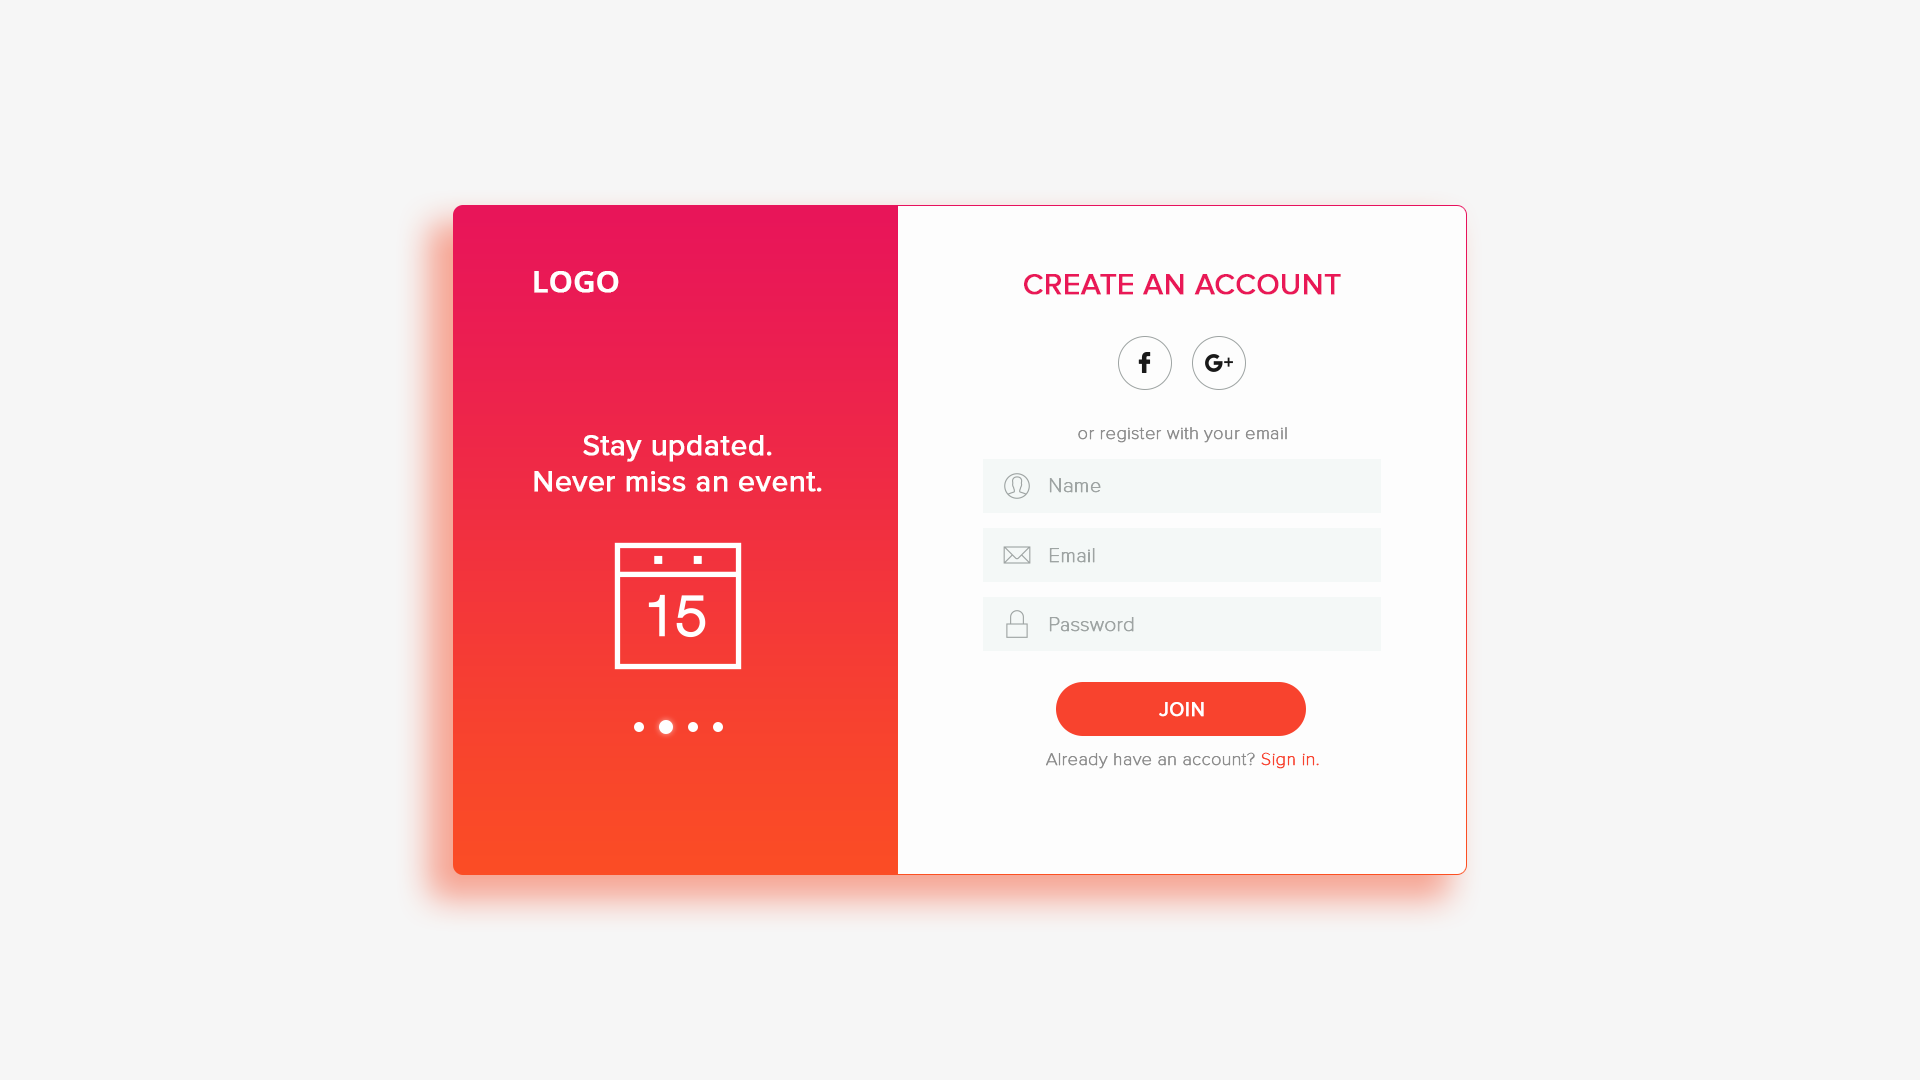 LOGO
Stay updated.
Never miss an event.
15
CREATE AN ACCOUNT
f
G+
or register with your email
Name
Email
Password
JOIN
Already have an account? Sign in.